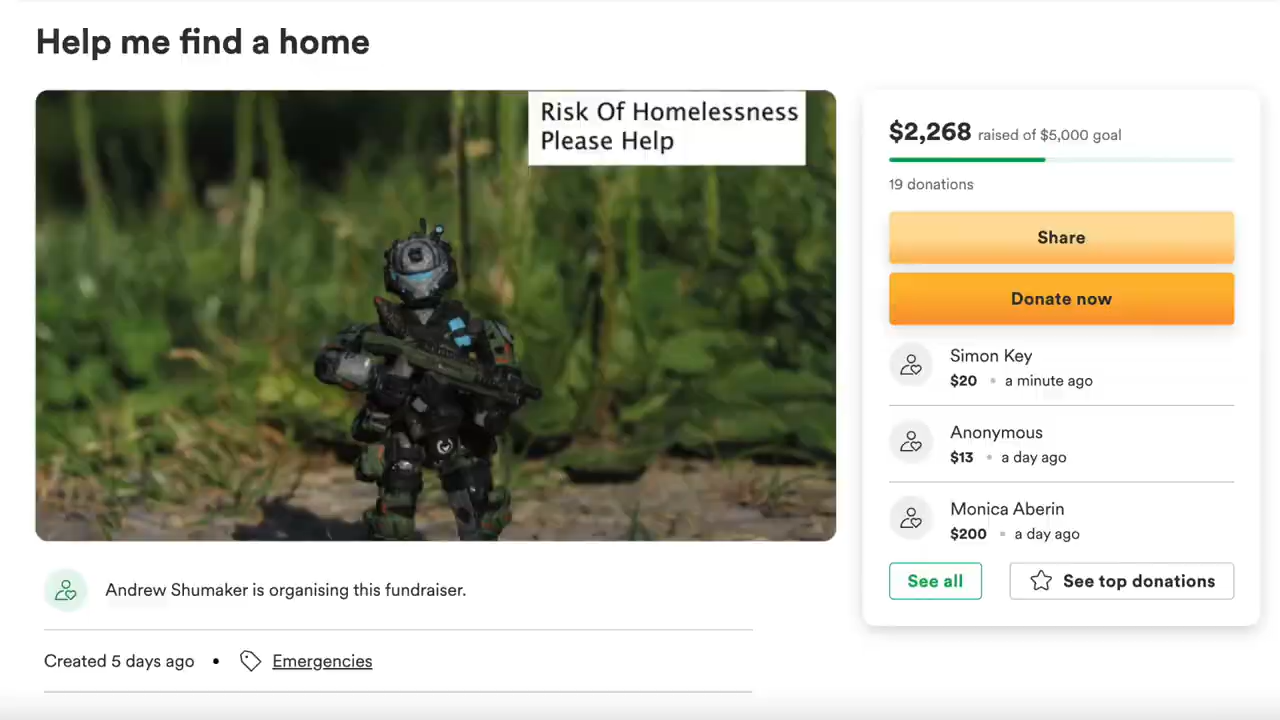 Help me find a home
Risk Of Homelessness
Please Help
Andrew Shumaker is organising this fundraiser.
Created 5 days ago • Emergencies
$2,268 raised of $5,000 goal
19 donations
Share
Donate now
Simon Key
$20 • a minute ago
Anonymous
$13 • a day ago
Monica Aberin
$200 • a day ago
See all
See top donations